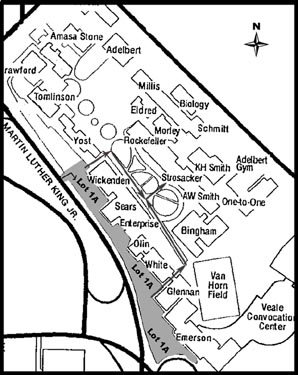 N
Amasa Stone
Adelbert
rawford
Millis
Tomlinson
Biology
Eldred
Morley
Schmitt
Yost
Rockefeller
MARTIN LUTHER KING JR.
Lot 1A
Wickenden
Strosacker
KH Smith
Adelbert
Gym
Sears
AW Smith
One-to-One
Enterprise
Bingham
Olin
Lot 1A
White
Van
Horn
Field
Glennan
Veale
Convocation
Center
Lot 1A
Emerson